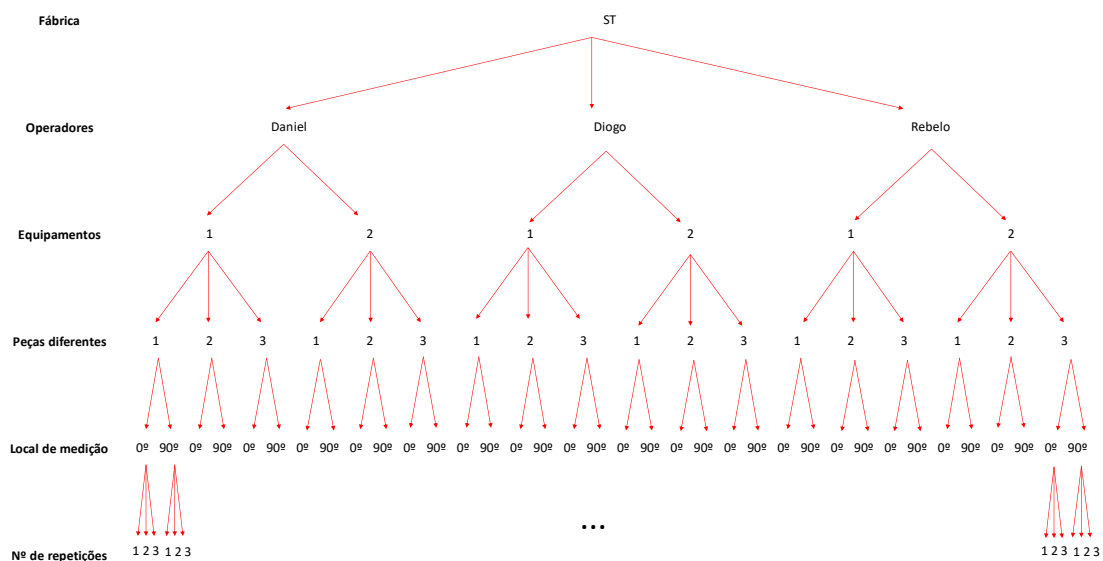 Fábrica ST
Operadores Daniel Diogo Rebelo
Equipamentos 1 2 1 2 1 2
Peças diferentes 1 2 3 1 2 3 1 2 3 1 2 3 1 2 3 1 2 3
Local de medição 0º 90º 0º 90º 0º 90º 0º 90º 0º 90º 0º 90º 0º 90º 0º 90º 0º 90º 0º 90º 0º 90º 0º 90º 0º 90º 0º 90º 0º 90º 0º 90º 0º 90º 0º 90º
...
Nº de repetições 1 2 3 1 2 3 1 2 3 1 2 3